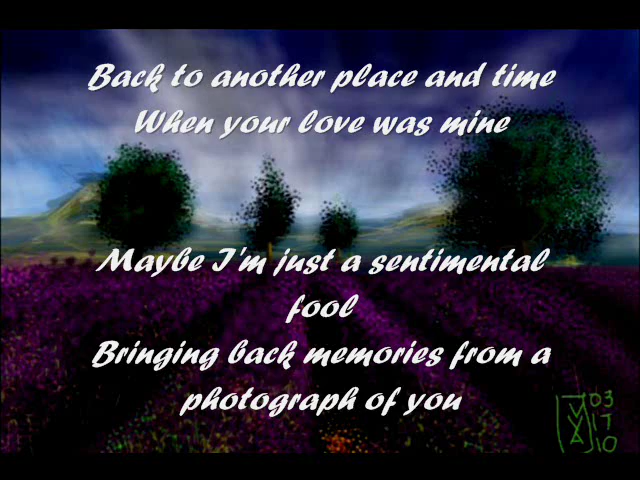 Back to another place and time
When your love was mine
Maybe I'm just a sentimental
fool
Bringing back memories from a
photograph of you
03
17
10